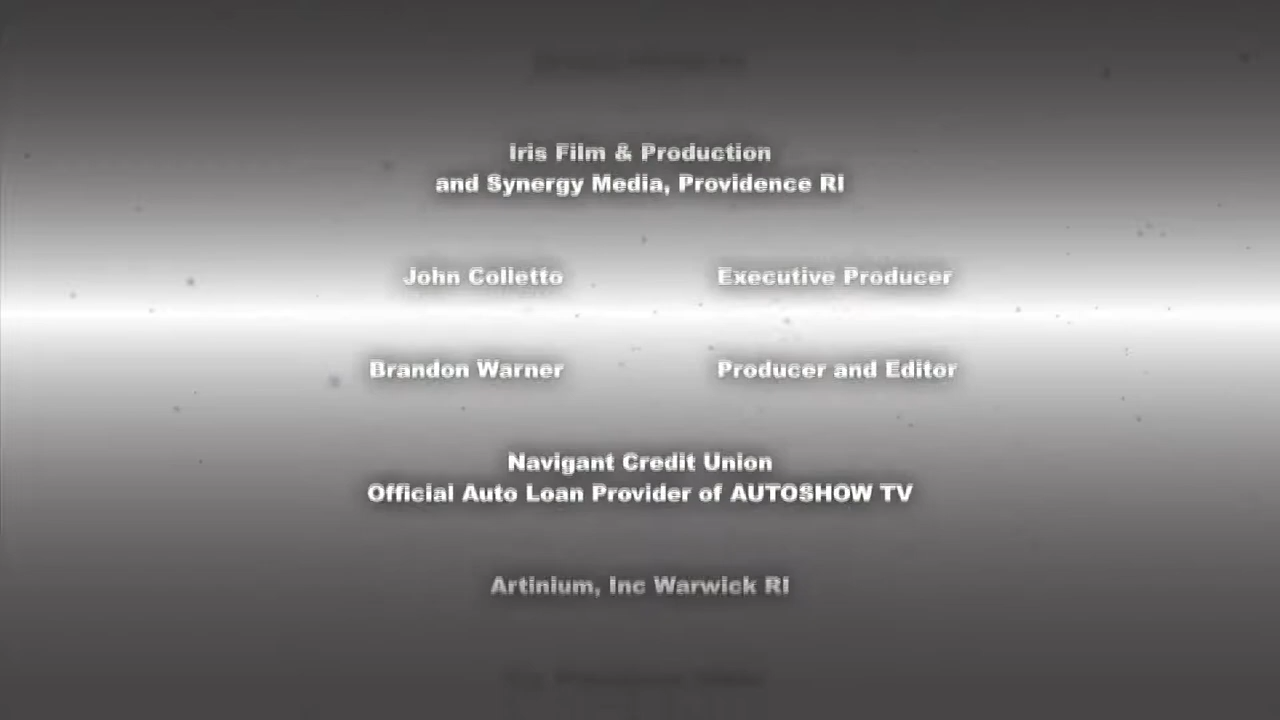 Iris Film & Production
and Synergy Media, Providence RI
John Colletto Executive Producer
Brandon Warner Producer and Editor
Navigant Credit Union
Official Auto Loan Provider of AUTOSHOW TV
Artinium, Inc Warwick RI